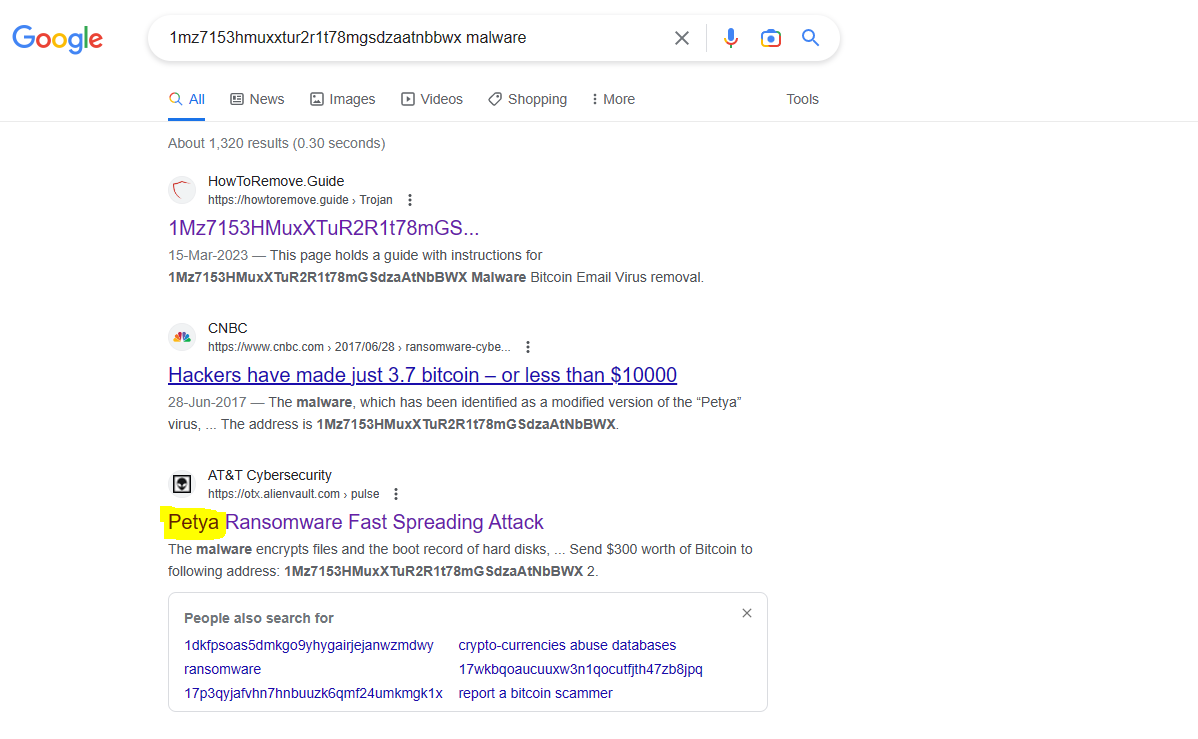 Google
1mz7153hmuxxtur2r1t78mgsdzaatnbbwx malware
All News Images Videos Shopping More Tools
About 1,320 results (0.30 seconds)
HowToRemove.Guide
https://howtoremove.guide › Trojan
1Mz7153HMuxXTuR2R1t78mGS...
15-Mar-2023 — This page holds a guide with instructions for
1Mz7153HMuxXTuR2R1t78mGSdzaAtNbBWX Malware Bitcoin Email Virus removal.
CNBC
https://www.cnbc.com › 2017/06/28 › ransomware-cybe...
Hackers have made just 3.7 bitcoin – or less than $10000
28-Jun-2017 — The malware, which has been identified as a modified version of the “Petya”
virus, ... The address is 1Mz7153HMuxXTuR2R1t78mGSdzaAtNbBWX.
AT&T Cybersecurity
https://otx.alienvault.com › pulse
Petya Ransomware Fast Spreading Attack
The malware encrypts files and the boot record of hard disks, ... Send $300 worth of Bitcoin to
following address: 1Mz7153HMuxXTuR2R1t78mGSdzaAtNbBWX 2.
People also search for
1dkfpsoas5dmkgo9yhygairjejanwzmdwy crypto-currencies abuse databases
ransomware 17wkbqoaucuuxw3n1qocutfjth47zb8jpq
17p3qyjafvhn7hnbuuzk6qmf24umkmgk1x report a bitcoin scammer